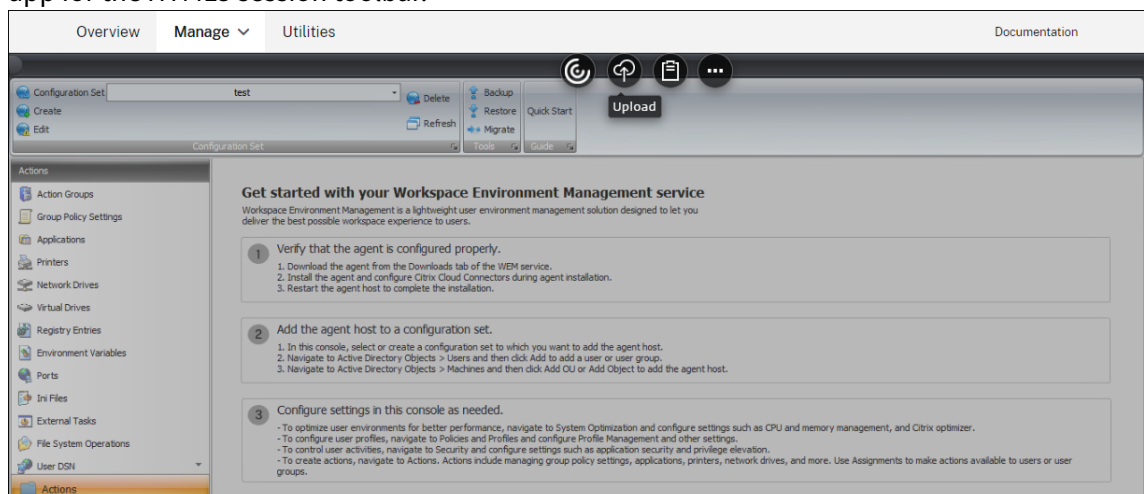 app for the HTML5 session toolbar.
Overview Manage Utilities Documentation
Configuration Set test
Create
Edit
Delete
Refresh
Configuration Set
Backup
Restore
Migrate
Tools
Quick Start
Guide
Upload
Actions
Action Groups
Group Policy Settings
Applications
Printers
Network Drives
Virtual Drives
Registry Entries
Environment Variables
Ports
Ini Files
External Tasks
File System Operations
User DSN
Actions
Get started with your Workspace Environment Management service
Workspace Environment Management is a lightweight user environment management solution designed to let you
deliver the best possible workspace experience to users.
1 Verify that the agent is configured properly.
1. Download the agent from the Downloads tab of the WEM service.
2. Install the agent and configure Citrix Cloud Connectors during agent installation.
3. Restart the agent host to complete the installation.
2 Add the agent host to a configuration set.
1. In this console, select or create a configuration set to which you want to add the agent host.
2. Navigate to Active Directory Objects > Users and then click Add to add a user or user group.
3. Navigate to Active Directory Objects > Machines and then click Add OU or Add Object to add the agent host.
3 Configure settings in this console as needed.
- To optimize user environments for better performance, navigate to System Optimization and configure settings such as CPU and memory management, and Citrix optimizer.
- To configure user profiles, navigate to Policies and Profiles and configure Profile Management and other settings.
- To control user activities, navigate to Security and configure settings such as application security and privilege elevation.
- To create actions, navigate to Actions. Actions include managing group policy settings, applications, printers, network drives, and more. Use Assignments to make actions available to users or user
groups.